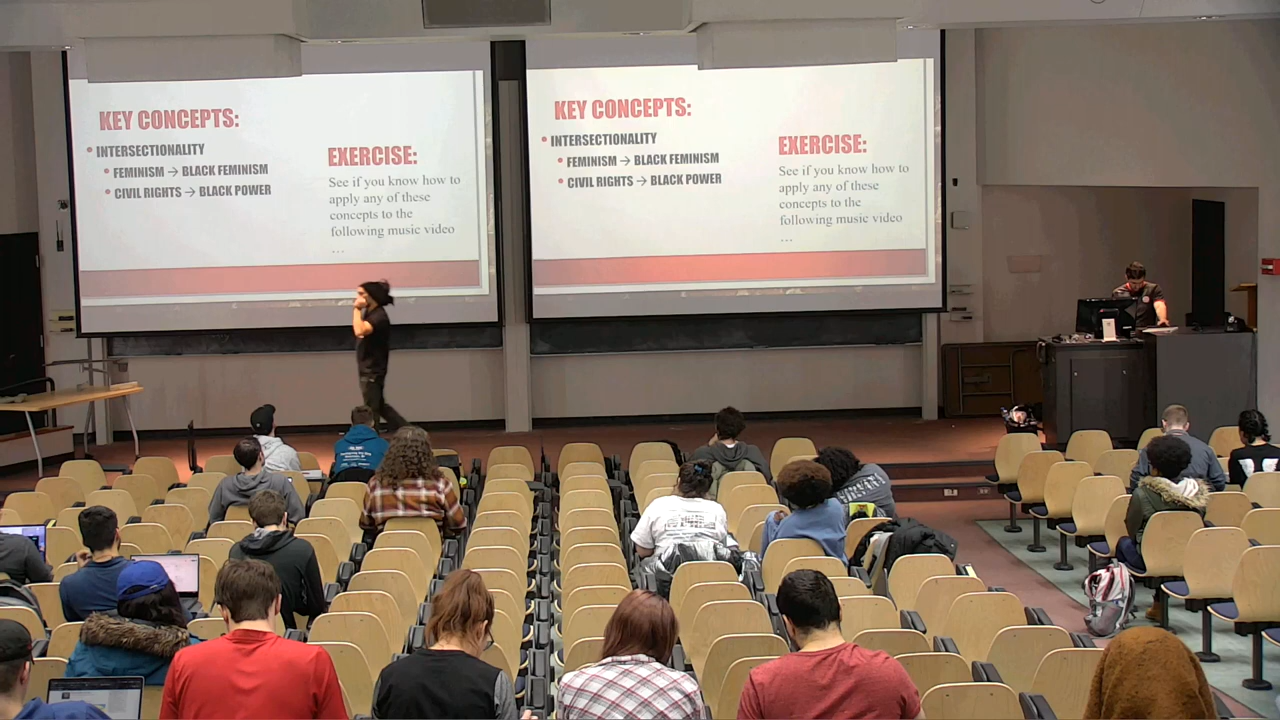 KEY CONCEPTS:
• INTERSECTIONALITY
• FEMINISM → BLACK FEMINISM
• CIVIL RIGHTS → BLACK POWER
EXERCISE:
See if you know how to
apply any of these
concepts to the
following music video
...
KEY CONCEPTS:
• INTERSECTIONALITY
• FEMINISM → BLACK FEMINISM
• CIVIL RIGHTS → BLACK POWER
EXERCISE:
See if you know how to
apply any of these
concepts to the
following music video
...